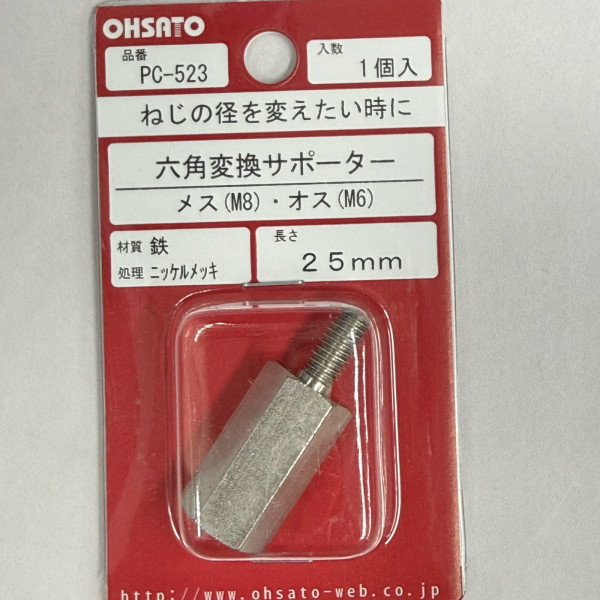 OHSATO
品番
PC-523
入数
1個入
ねじの径を変えたい時に
六角変換サポーター
メス(M8)・オス(M6)
材質 鉄
処理 ニッケルメッキ
長さ
25mm
http://www.ohsato-web.co.jp